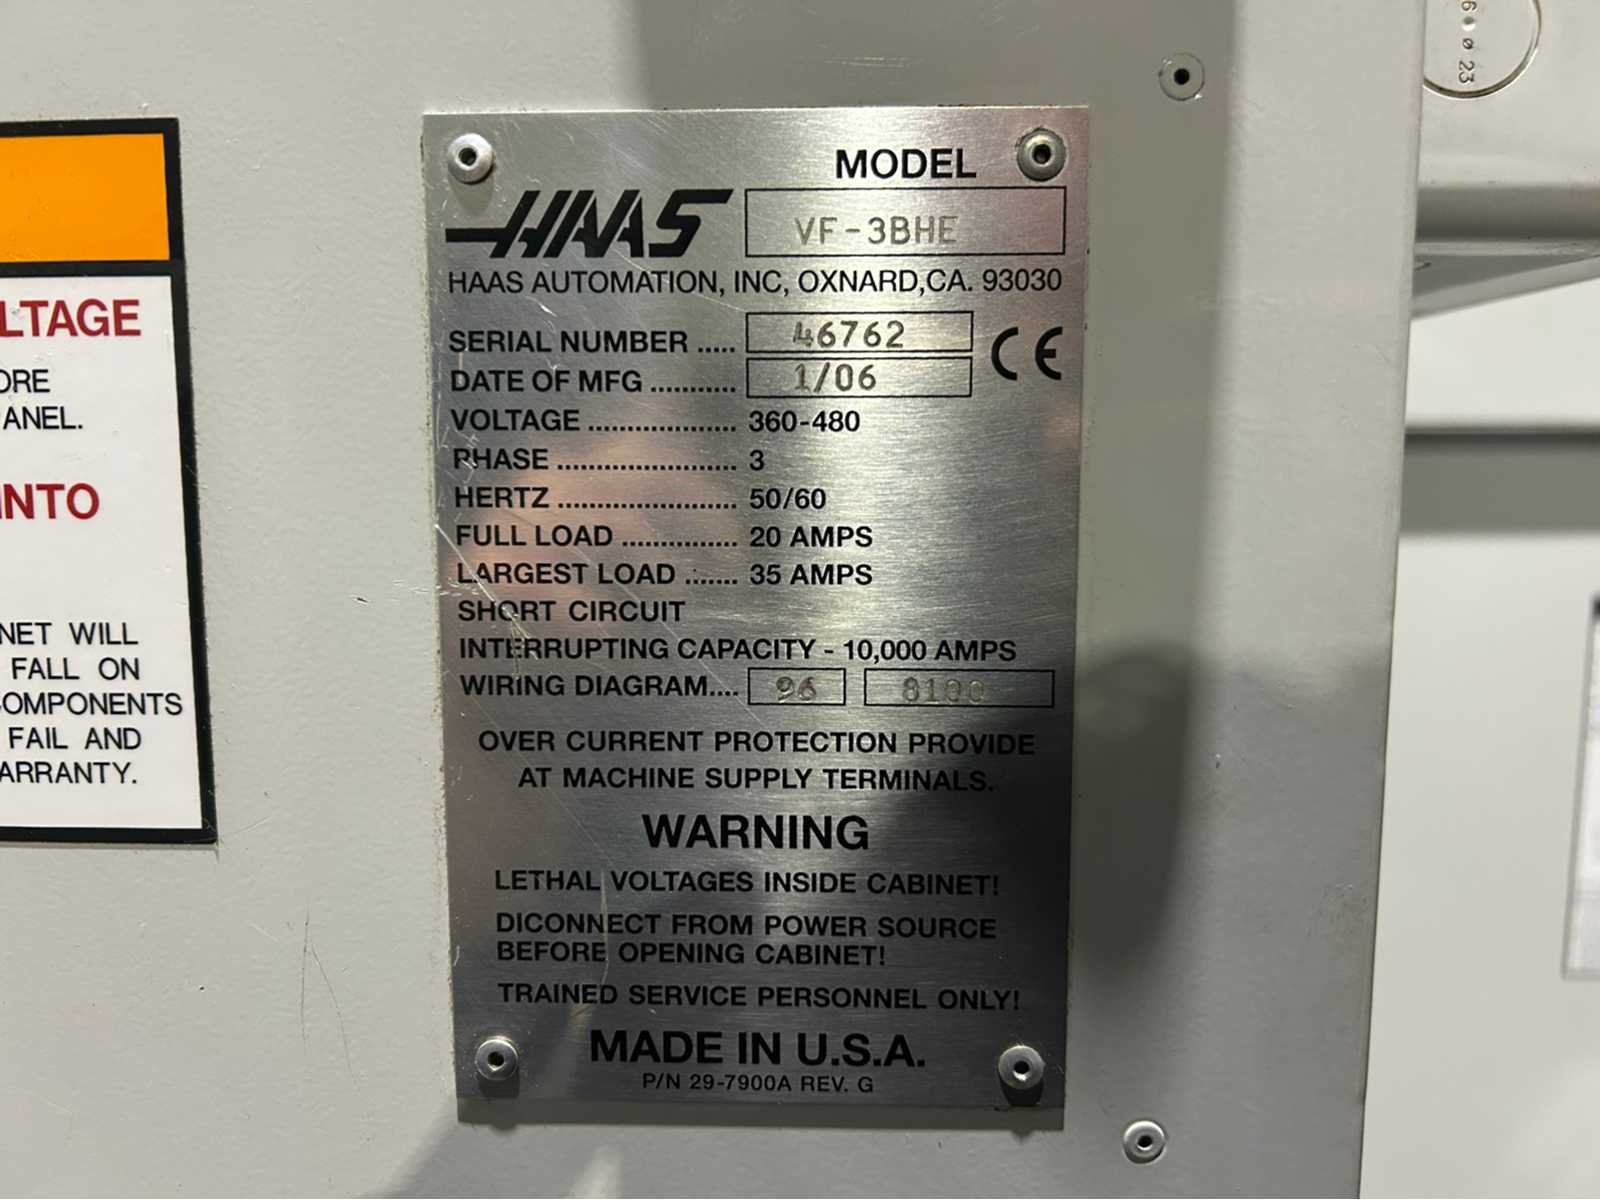 LTAGE
ORE
ANEL.
INTO
NET WILL
FALL ON
COMPONENTS
FAIL AND
ARRANTY.
MODEL
HAAS VF-3BHE
HAAS AUTOMATION, INC, OXNARD,CA. 93030
SERIAL NUMBER ..... 46762
CE
DATE OF MFG ........... 1/06
VOLTAGE ................... 360-480
PHASE ....................... 3
HERTZ ....................... 50/60
FULL LOAD ............... 20 AMPS
LARGEST LOAD ....... 35 AMPS
SHORT CIRCUIT
INTERRUPTING CAPACITY - 10,000 AMPS
WIRING DIAGRAM.... 96 8100
OVER CURRENT PROTECTION PROVIDE
AT MACHINE SUPPLY TERMINALS.
WARNING
LETHAL VOLTAGES INSIDE CABINET!
DICONNECT FROM POWER SOURCE
BEFORE OPENING CABINET!
TRAINED SERVICE PERSONNEL ONLY!
MADE IN U.S.A.
P/N 29-7900A REV. G
23